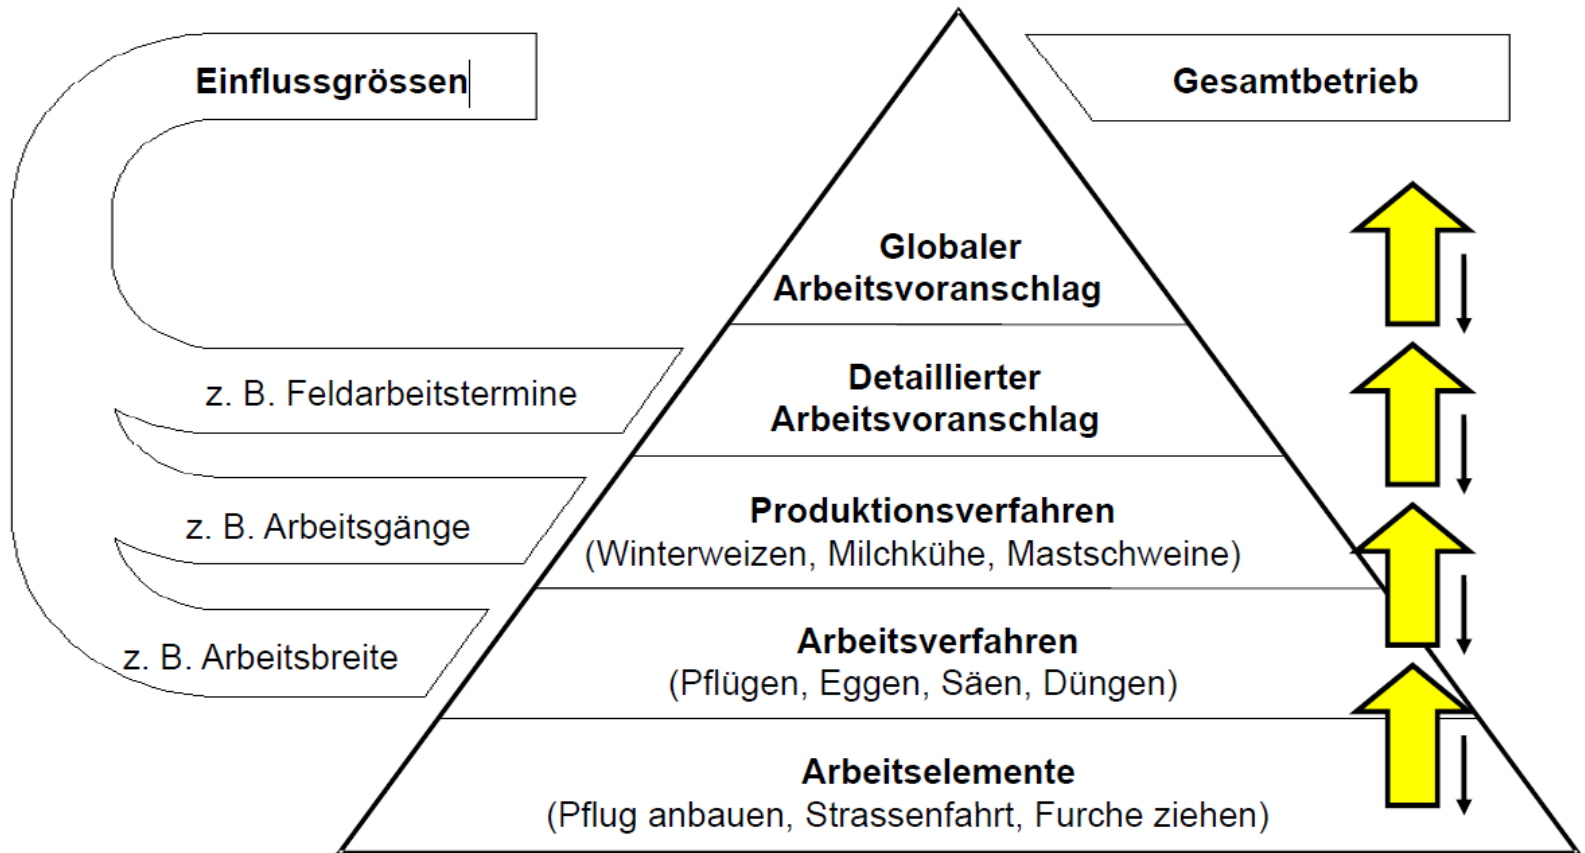 Einflussgrössen
Gesamtbetrieb
Globaler
Arbeitsvoranschlag
Detaillierter
Arbeitsvoranschlag
z. B. Feldarbeitstermine
Produktionsverfahren
(Winterweizen, Milchkühe, Mastschweine)
z. B. Arbeitsgänge
Arbeitsverfahren
(Pflügen, Eggen, Säen, Düngen)
z. B. Arbeitsbreite
Arbeitselemente
(Pflug anbauen, Strassenfahrt, Furche ziehen)